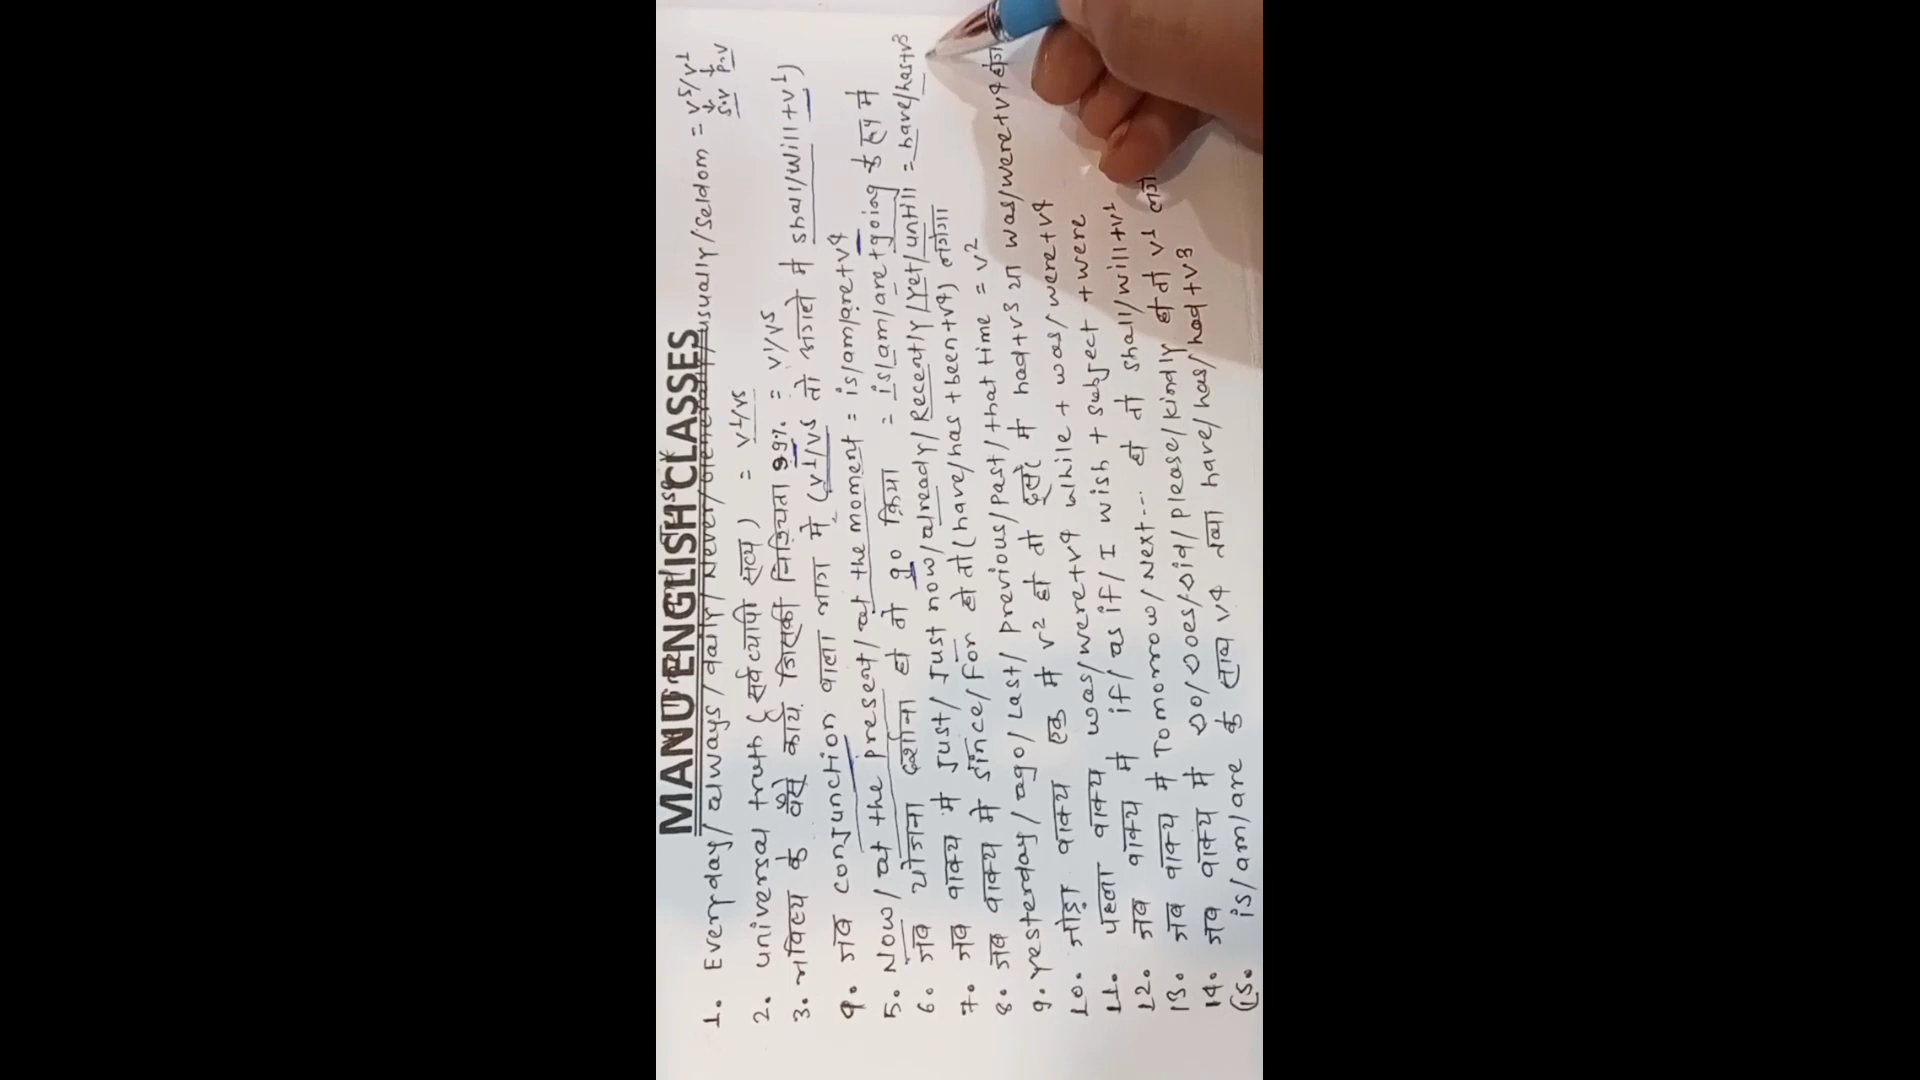 MANU ENGLISH CLASSES
1. Everyday/always/daily/Never/Generally/usually/seldom = v5/v1
s.v p.v
2. universal truth (सर्वव्यापी सत्य) = v1/v5
3. भविष्य के वैसे कार्य जिसकी निश्चितता 99% = v1/v5
4. जब conjunction वाला भाग में (v1/v5 तो अगले में shall/will+v1)
5. Now/at the present/at the moment = is/am/are+v4
6. जब योजना दर्शाना हो तो go क्रिया = is/am/are+going के रूप में
7. जब वाक्य में Just/Just now/already/Recently/Yet/until = have/has+v3
8. जब वाक्य में since/for हो तो (have/has+been+v4) लगेगा
9. Yesterday/ago/Last/previous/past/that time = v2
10. जोड़ा वाक्य एक में v2 हो तो दूसरे में had+v3 या was/were+v4
11. पहला वाक्य was/were+v4 while + was/were+v4
12. जब वाक्य में if/as if/I wish + subject + were
13. जब वाक्य में Tomorrow/Next... हो तो shall/will+v1
14. जब वाक्य में Do/Does/Did/please/kindly हो तो v1
15. is/am/are के साथ v4 तथा have/has/had+v3